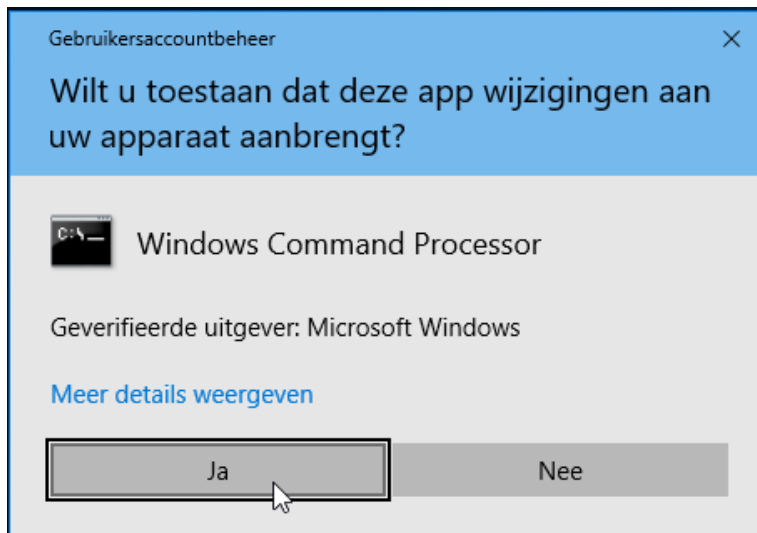 Gebruikersaccountbeheer
Wilt u toestaan dat deze app wijzigingen aan
uw apparaat aanbrengt?
C:\_
Windows Command Processor
Geverifieerde uitgever: Microsoft Windows
Meer details weergeven
Ja
Nee